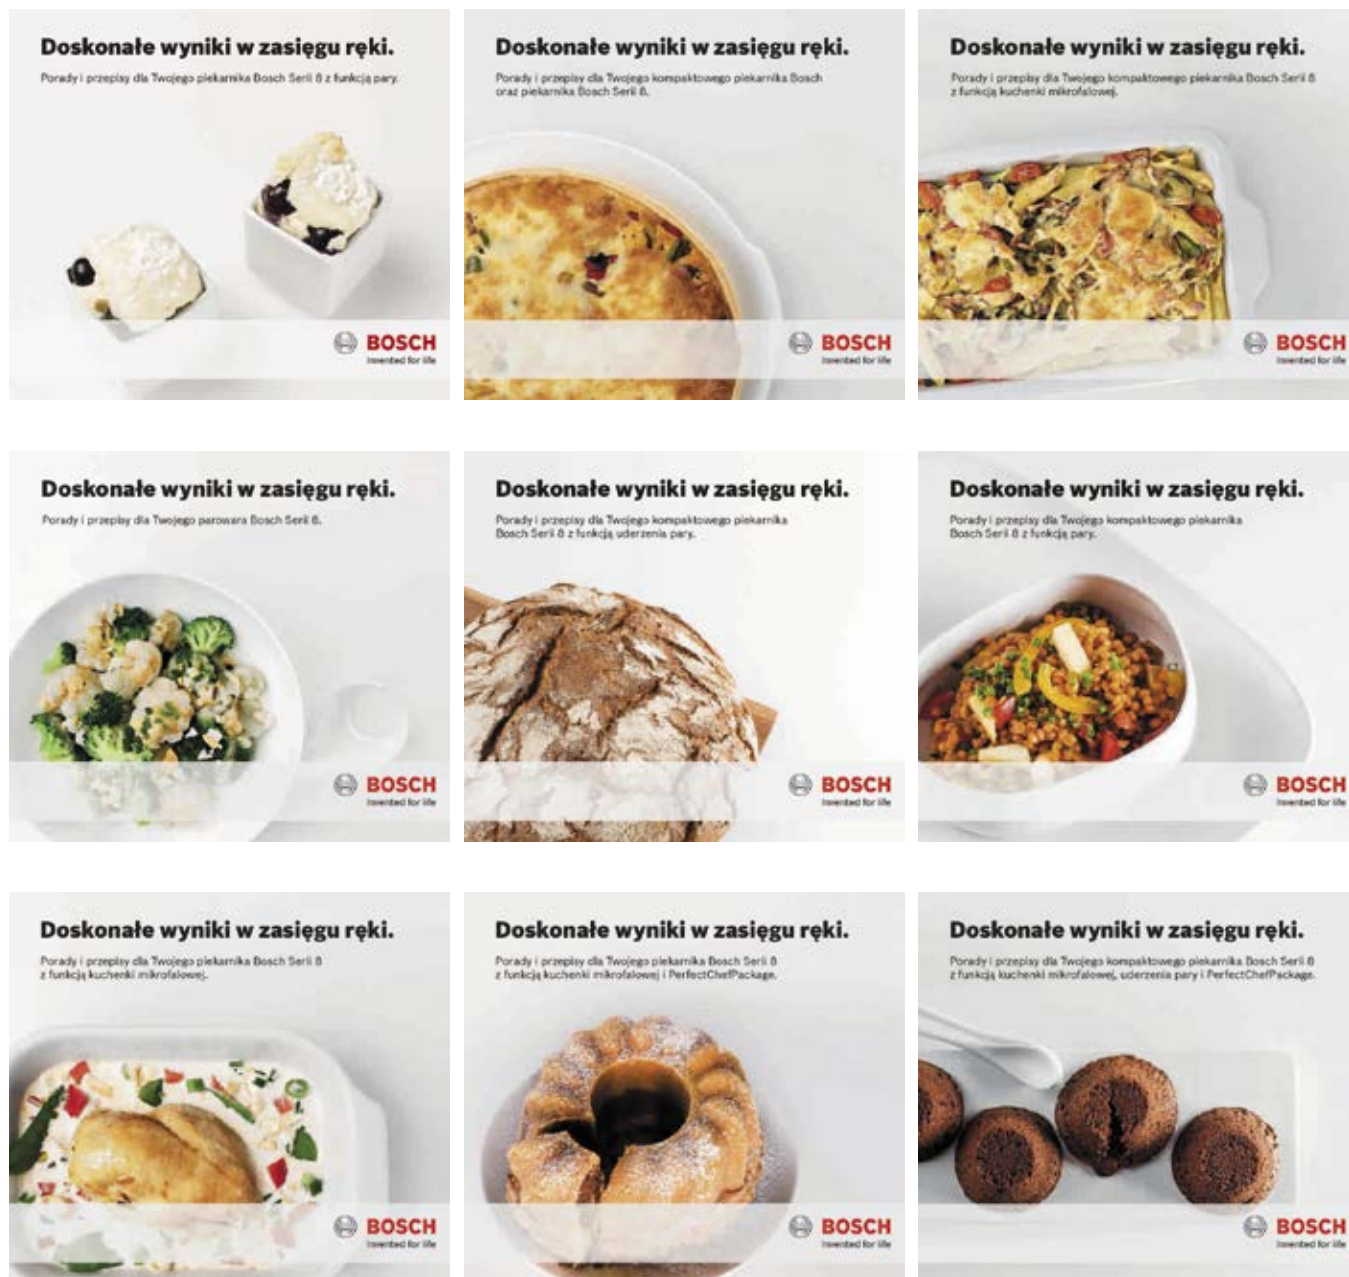 Doskonałe wyniki w zasięgu ręki.
Porady i przepisy dla Twojego piekarnika Bosch Serii 8 z funkcją pary.
BOSCH
Invented for life
Doskonałe wyniki w zasięgu ręki.
Porady i przepisy dla Twojego kompaktowego piekarnika Bosch
oraz piekarnika Bosch Serii 8.
BOSCH
Invented for life
Doskonałe wyniki w zasięgu ręki.
Porady i przepisy dla Twojego kompaktowego piekarnika Bosch Serii 8
z funkcją kuchenki mikrofalowej.
BOSCH
Invented for life
Doskonałe wyniki w zasięgu ręki.
Porady i przepisy dla Twojego parowara Bosch Serii 8.
BOSCH
Invented for life
Doskonałe wyniki w zasięgu ręki.
Porady i przepisy dla Twojego kompaktowego piekarnika
Bosch Serii 8 z funkcją uderzenia pary.
BOSCH
Invented for life
Doskonałe wyniki w zasięgu ręki.
Porady i przepisy dla Twojego kompaktowego piekarnika
Bosch Serii 8 z funkcją pary.
BOSCH
Invented for life
Doskonałe wyniki w zasięgu ręki.
Porady i przepisy dla Twojego piekarnika Bosch Serii 8
z funkcją kuchenki mikrofalowej.
BOSCH
Invented for life
Doskonałe wyniki w zasięgu ręki.
Porady i przepisy dla Twojego piekarnika Bosch Serii 8
z funkcją kuchenki mikrofalowej i PerfectChefPackage.
BOSCH
Invented for life
Doskonałe wyniki w zasięgu ręki.
Porady i przepisy dla Twojego kompaktowego piekarnika Bosch Serii 8
z funkcją kuchenki mikrofalowej, uderzenia pary i PerfectChefPackage.
BOSCH
Invented for life